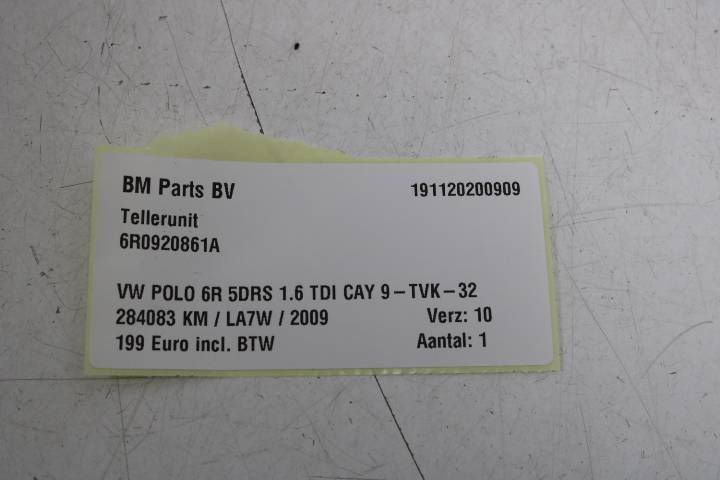 BM Parts BV 191120200909
Tellerunit
6R0920861A
VW POLO 6R 5DRS 1.6 TDI CAY 9-TVK-32
284083 KM / LA7W / 2009 Verz: 10
199 Euro incl. BTW Aantal: 1